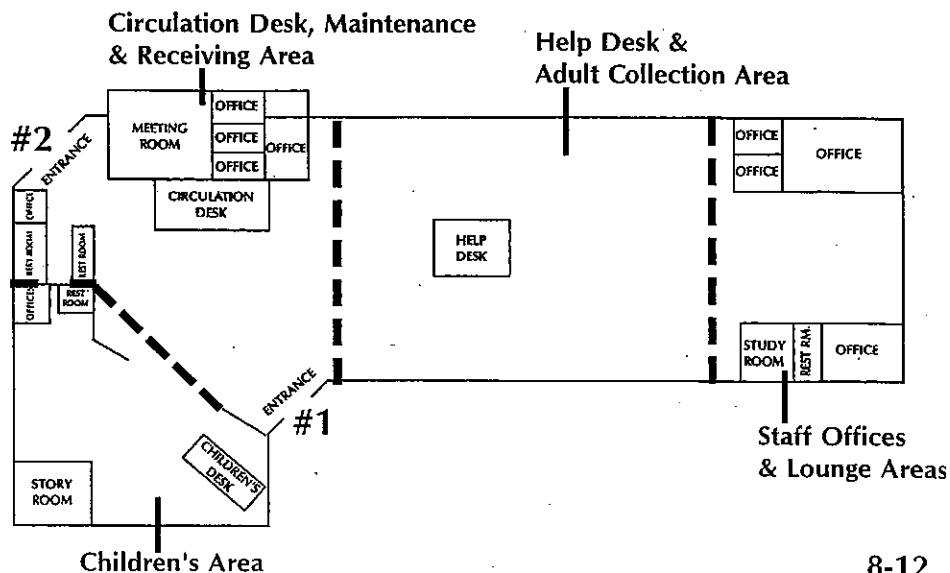 Circulation Desk, Maintenance
& Receiving Area
Help Desk &
Adult Collection Area
#2
ENTRANCE
MEETING
ROOM
OFFICE
OFFICE
OFFICE
OFFICE
CIRCULATION
DESK
OFFICE
REST ROOM
REST ROOM
OFFICES
REST
ROOM
HELP
DESK
OFFICE
OFFICE
OFFICE
STUDY
ROOM
REST RM.
OFFICE
ENTRANCE
#1
CHILDREN'S
DESK
STORY
ROOM
Staff Offices
& Lounge Areas
Children's Area
8-12